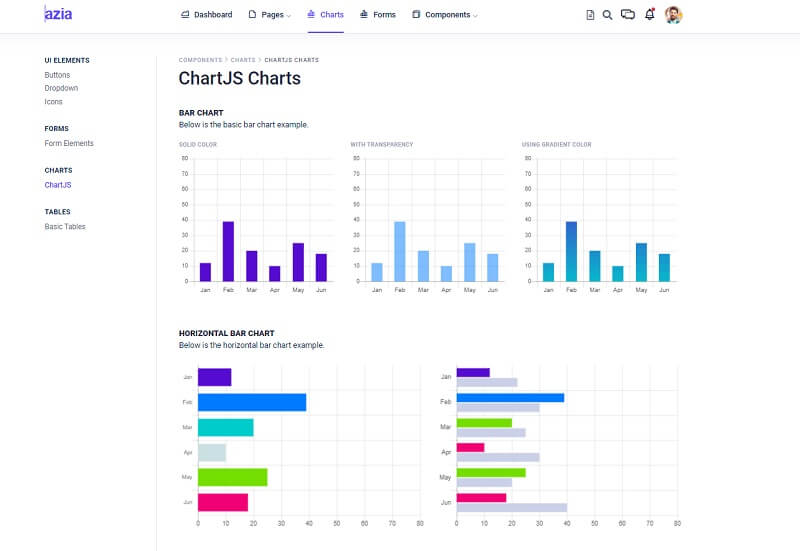 azia
Dashboard Pages Charts Forms Components
UI ELEMENTS
Buttons
Dropdown
Icons
FORMS
Form Elements
CHARTS
ChartJS
TABLES
Basic Tables
COMPONENTS > CHARTS > CHARTJS CHARTS
ChartJS Charts
BAR CHART
Below is the basic bar chart example.
SOLID COLOR
80
70
60
50
40
30
20
10
0
Jan Feb Mar Apr May Jun
WITH TRANSPARENCY
80
70
60
50
40
30
20
10
0
Jan Feb Mar Apr May Jun
USING GRADIENT COLOR
80
70
60
50
40
30
20
10
0
Jan Feb Mar Apr May Jun
HORIZONTAL BAR CHART
Below is the horizontal bar chart example.
Jan
Feb
Mar
Apr
May
Jun
0 10 20 30 40 50 60 70 80
Jan
Feb
Mar
Apr
May
Jun
0 10 20 30 40 50 60 70 80